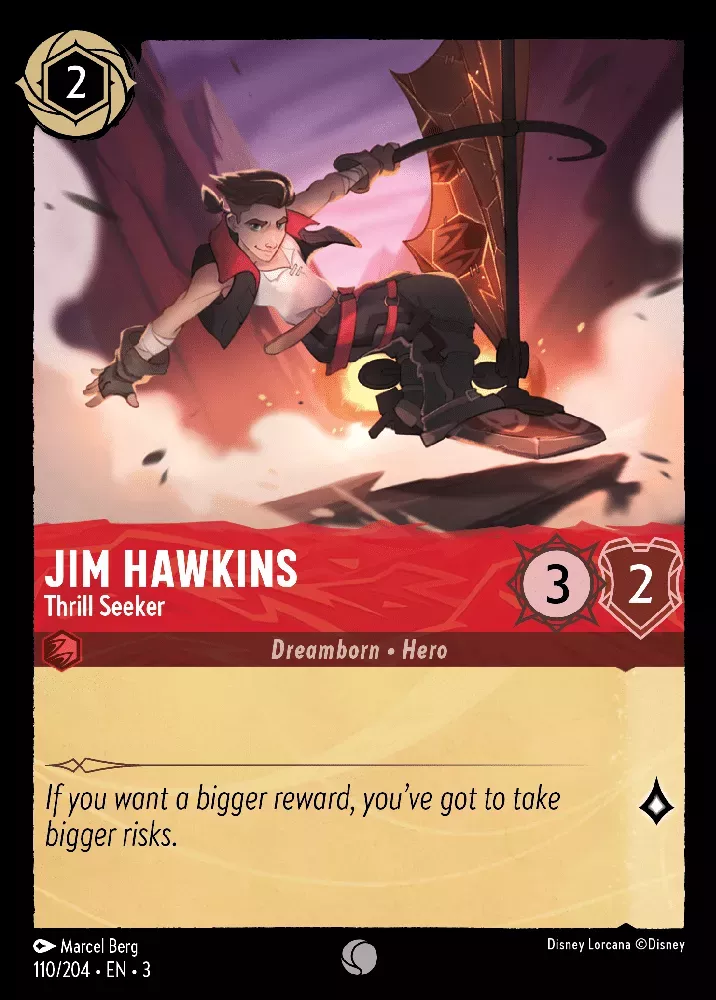 2
JIM HAWKINS
Thrill Seeker
3
2
Dreamborn • Hero
If you want a bigger reward, you've got to take
bigger risks.
Marcel Berg
110/204 • EN • 3
Disney Lorcana ©Disney